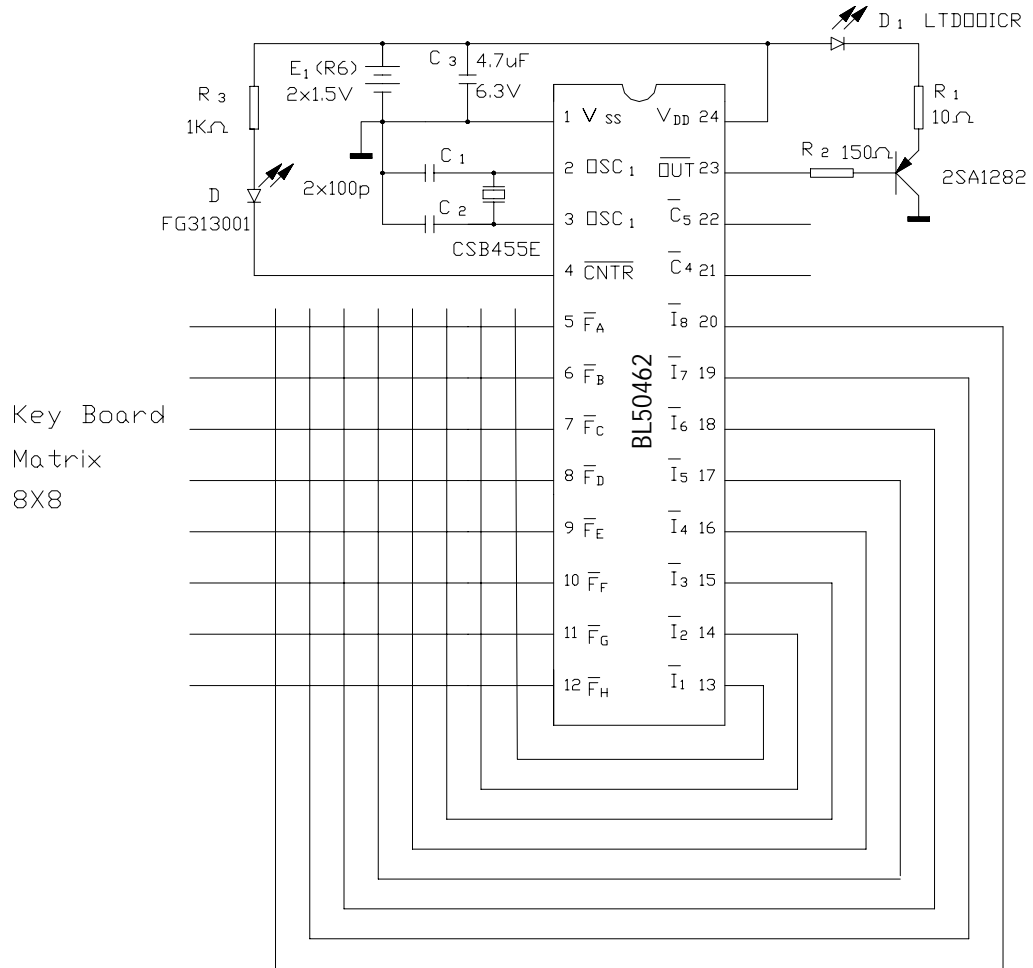 D 1 LTD00ICR
E1 (R6)
2x1.5V
C 3 4.7uF
6.3V
R 3
1KΩ
R 1
10Ω
1 V SS
V DD 24
C 1
2 OSC 1
OUT 23
R 2 150Ω
2SA1282
D
FG313001
2x100p
C 2
CSB455E
3 OSC 1
C 5 22
4 CNTR
C 4 21
5 F A
I 8 20
6 F B
I 7 19
Key Board
Matrix
8X8
7 F C
I 6 18
BL50462
8 F D
I 5 17
9 F E
I 4 16
10 F F
I 3 15
11 F G
I 2 14
12 F H
I 1 13